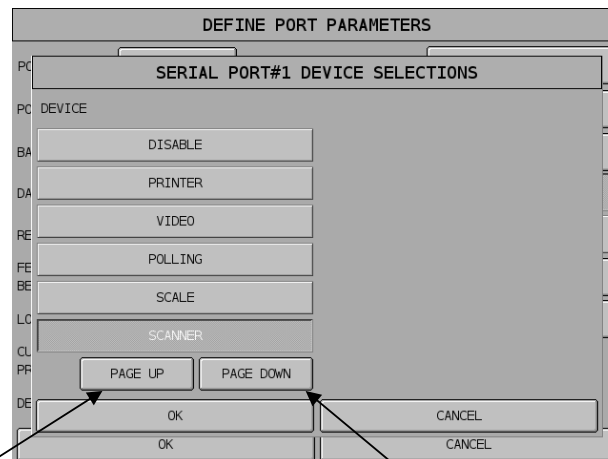 DEFINE PORT PARAMETERS
SERIAL PORT#1 DEVICE SELECTIONS
DEVICE
DISABLE
PRINTER
VIDEO
POLLING
SCALE
SCANNER
PAGE UP PAGE DOWN
OK CANCEL
OK CANCEL